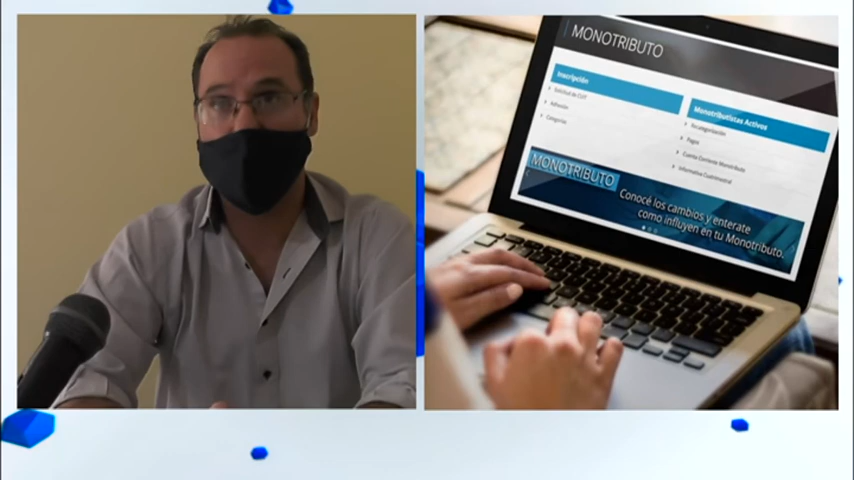 MONOTRIBUTO
Inscripción
Solicitud de CUIT
Adhesión
Categorías
Monotributistas Activos
Recategorización
Pagos
Cuenta Corriente Monotributo
Informativa Cuatrimestral
MONOTRIBUTO
Conocé los cambios y enterate
como influyen en tu Monotributo.